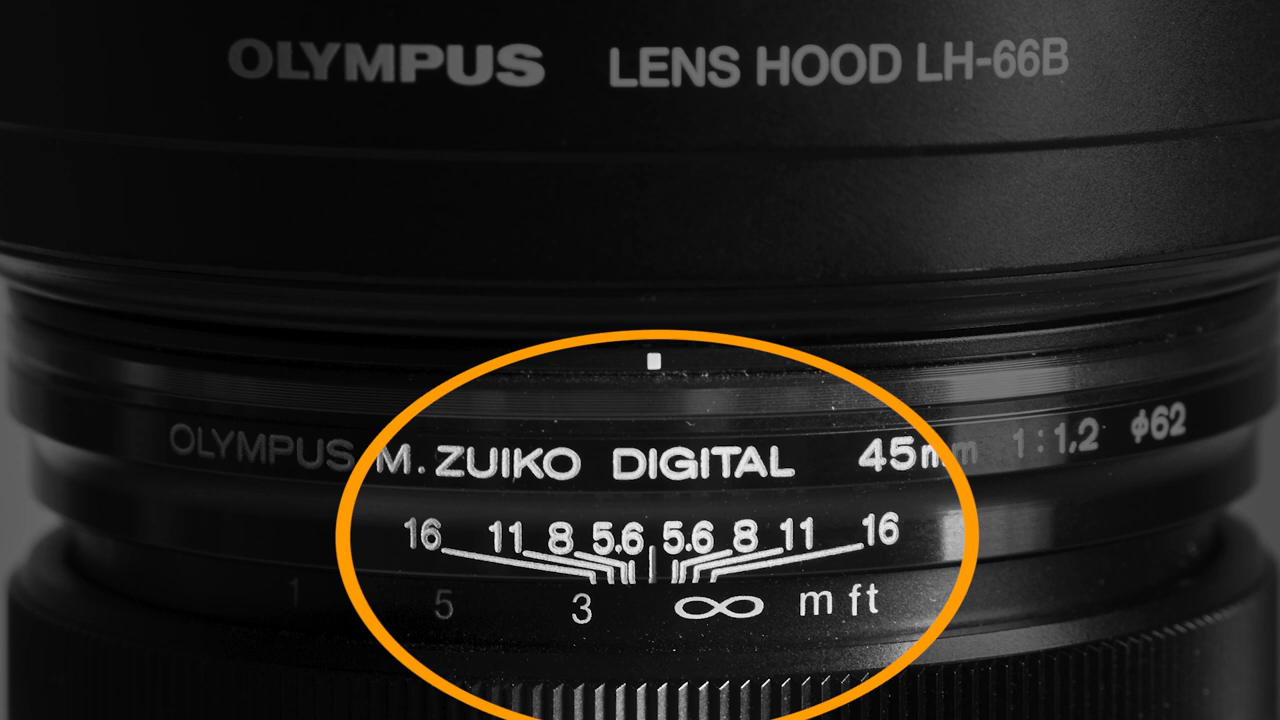 OLYMPUS LENS HOOD LH-66B
OLYMPUS M.ZUIKO DIGITAL 45mm 1:1,2 ϕ62
16 11 8 5.6 5.6 8 11 16
1 5 3 ∞ m ft